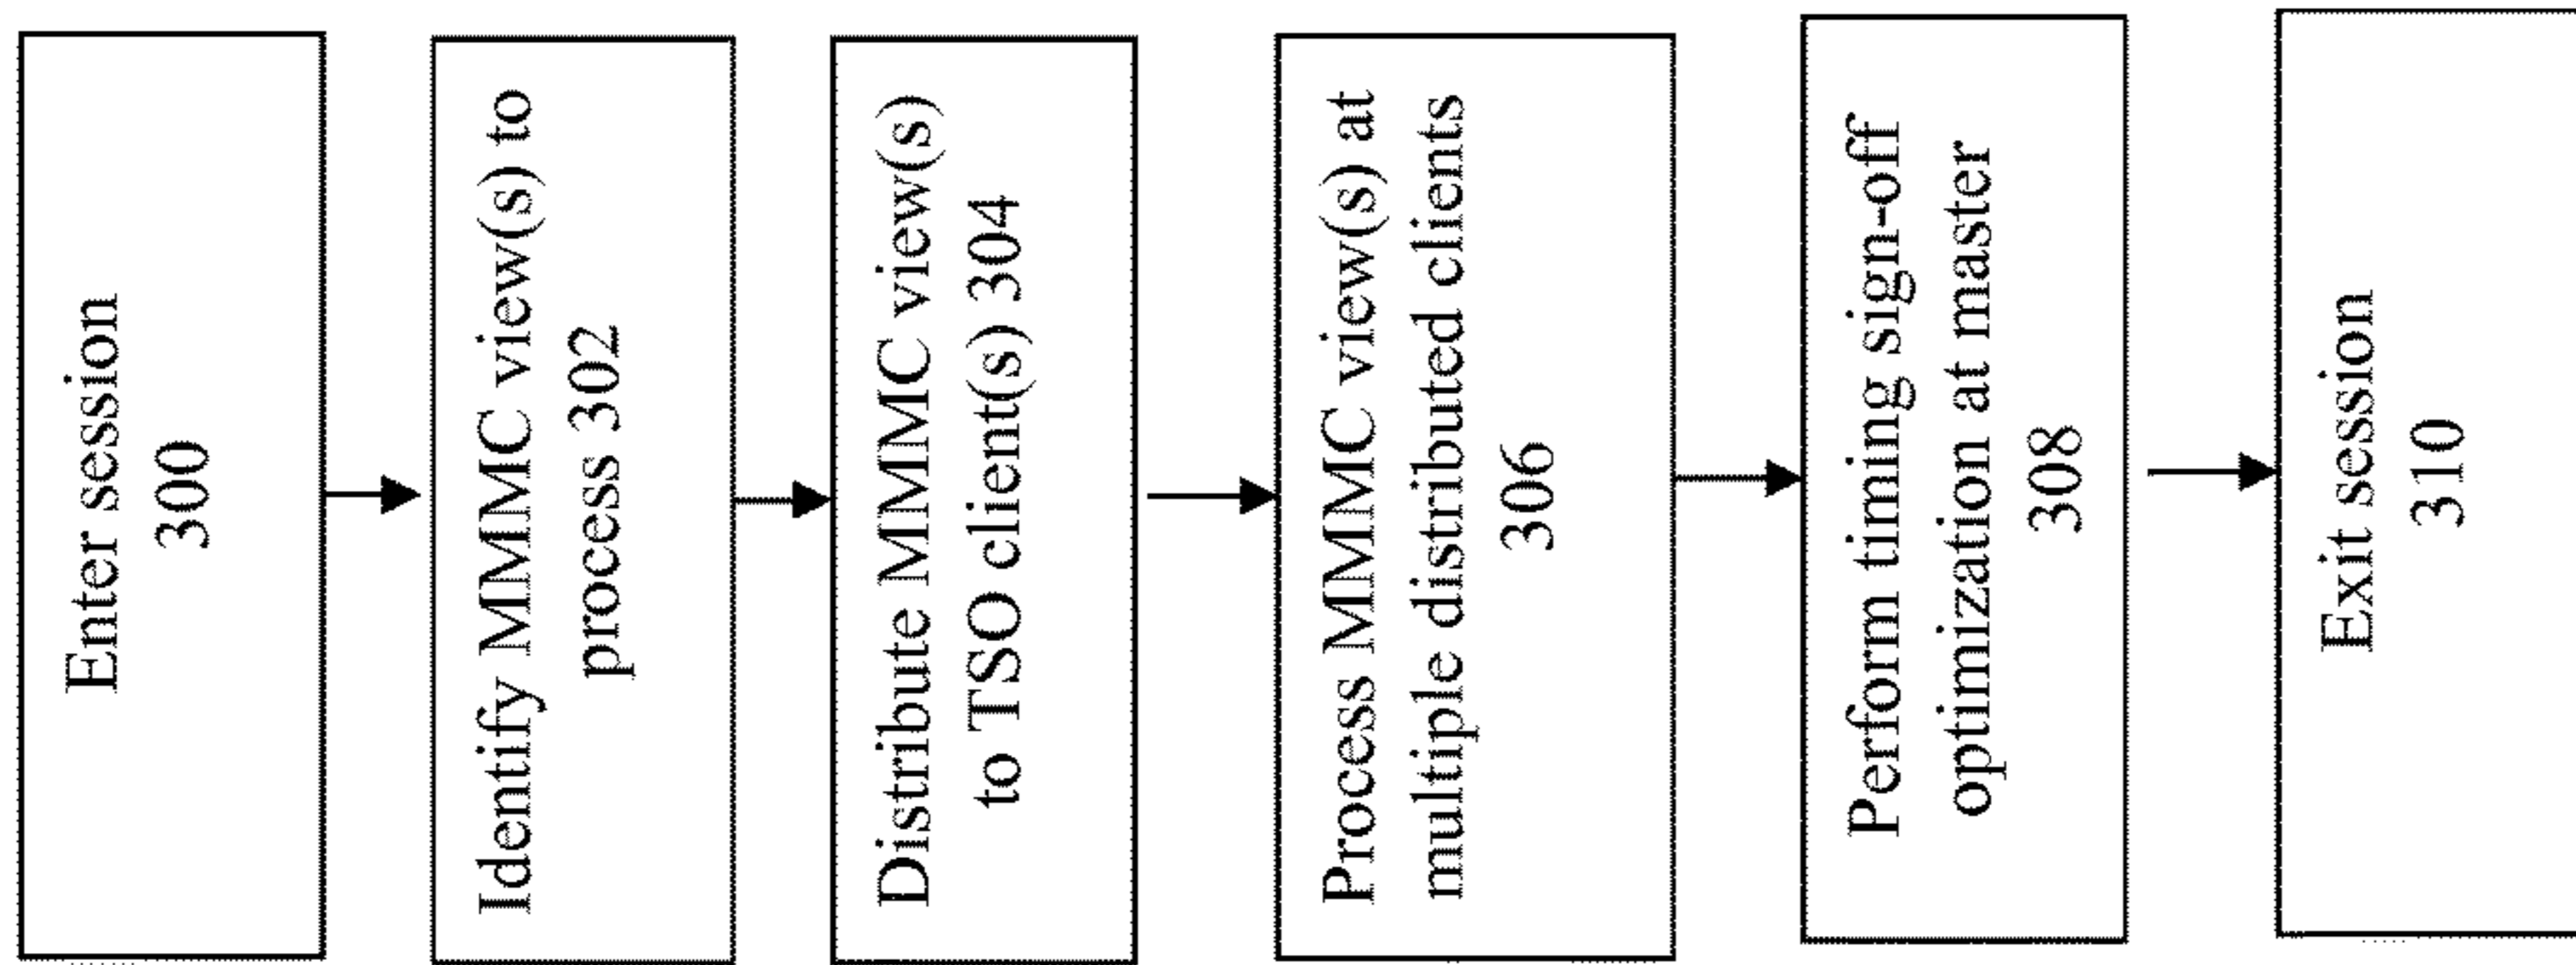 Enter session
300
Identify MMMC view(s) to
process 302
Distribute MMMC view(s)
to TSO client(s) 304
Process MMMC view(s) at
multiple distributed clients
306
Perform timing sign-off
optimization at master
308
Exit session
310